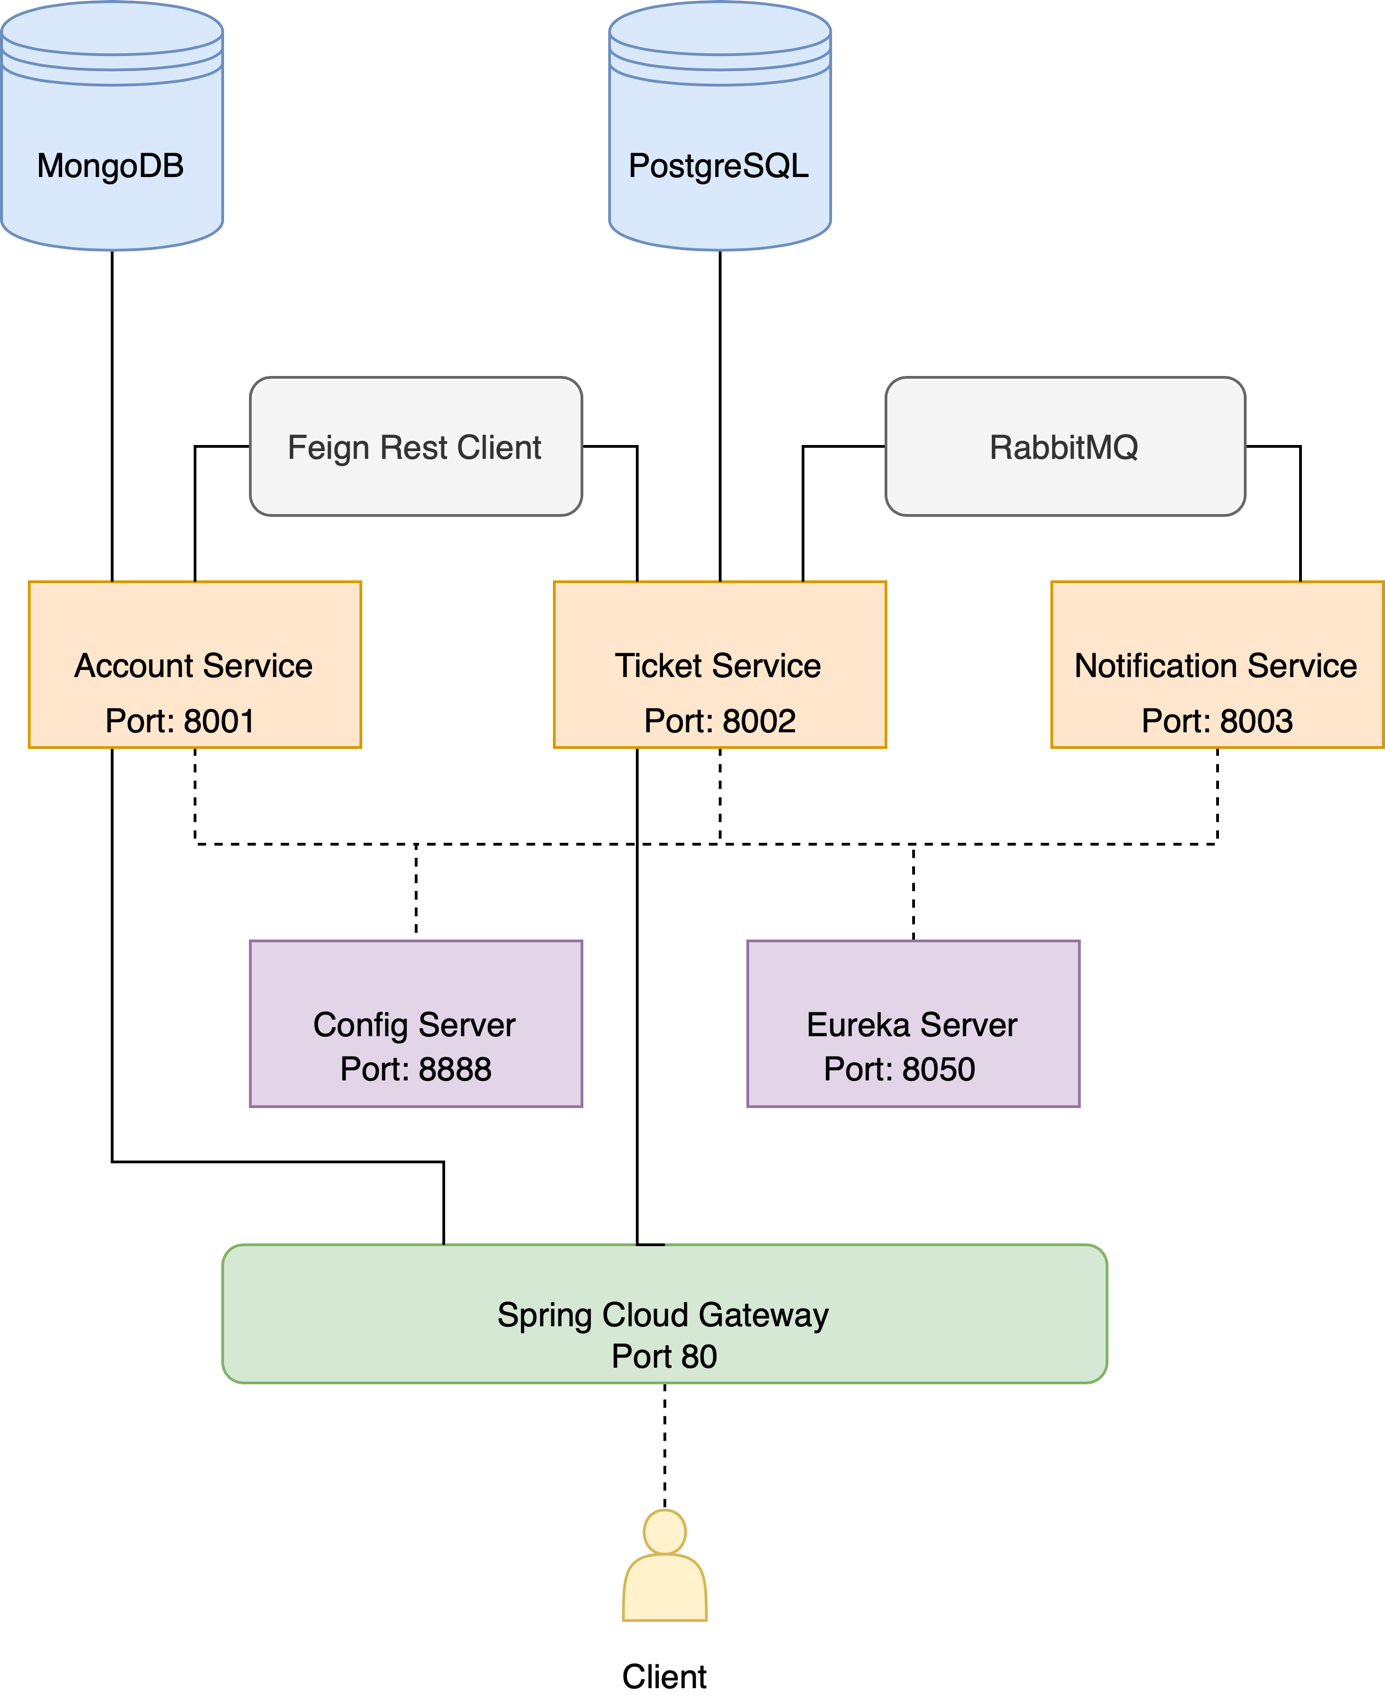 MongoDB
PostgreSQL
Feign Rest Client
RabbitMQ
Account Service
Port: 8001
Ticket Service
Port: 8002
Notification Service
Port: 8003
Config Server
Port: 8888
Eureka Server
Port: 8050
Spring Cloud Gateway
Port 80
Client